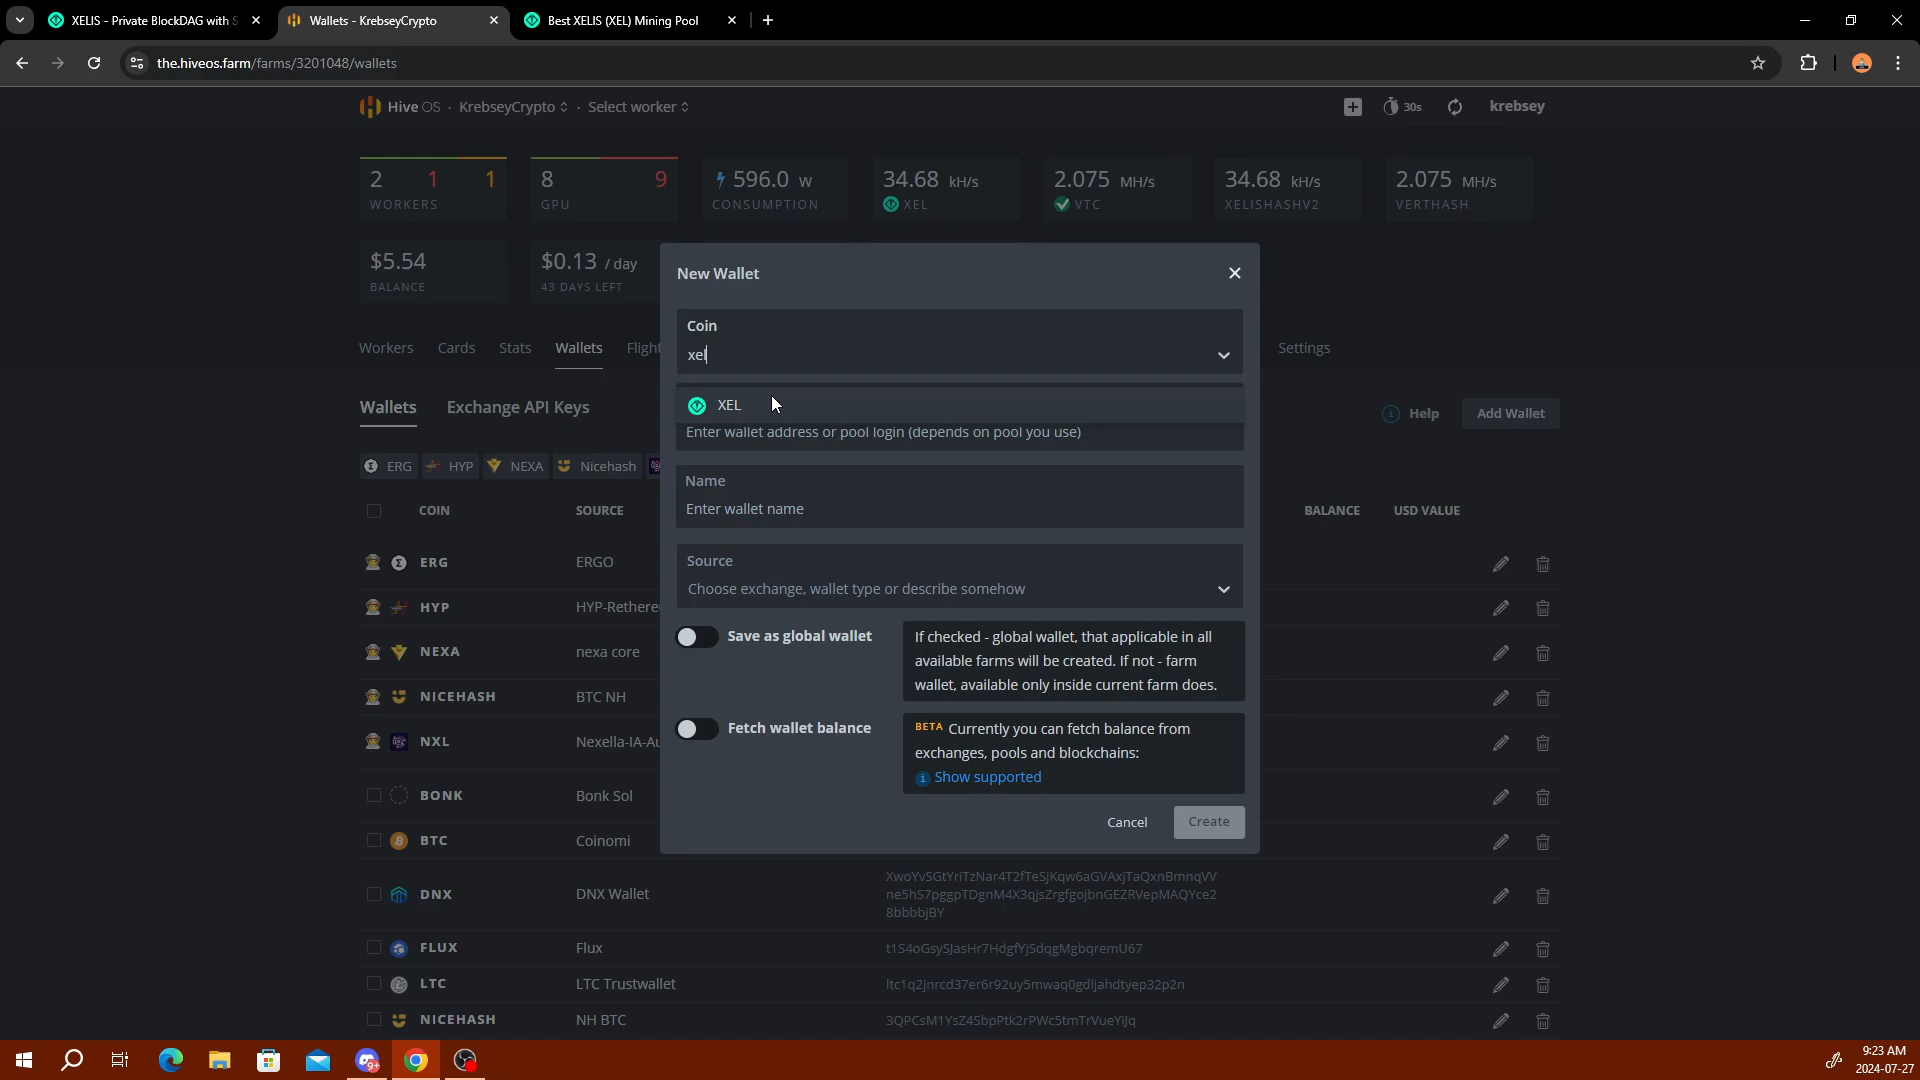 XELIS - Private BlockDAG with S
Wallets - KrebseyCrypto
Best XELIS (XEL) Mining Pool
the.hiveos.farm/farms/3201048/wallets
Hive OS · KrebseyCrypto · Select worker
30s
krebsey
2 1 1
WORKERS
8 9
GPU
596.0 W
CONSUMPTION
34.68 kH/s
XEL
2.075 MH/s
VTC
34.68 kH/s
XELISHASHV2
2.075 MH/s
VERTHASH
$5.54
BALANCE
$0.13 / day
43 DAYS LEFT
Workers Cards Stats Wallets Flight Settings
Wallets Exchange API Keys
Help Add Wallet
ERG HYP NEXA Nicehash
COIN SOURCE BALANCE USD VALUE
ERG ERGO
HYP HYP-Rethere
NEXA nexa core
NICEHASH BTC NH
NXL Nexella-IA-Au
BONK Bonk Sol
BTC Coinomi
DNX DNX Wallet
XwoYvSGtYriTzNar4T2fTeSjKqw6aGVAxjTaQxnBmnqVV
ne5hS7pggpTDgnM4X3qjsZrgfgojbnGEZRVepMAQYce2
8bbbbjBY
FLUX Flux t1S4oGsySJasHr7HdgfYjSdqgMgbqremU67
LTC LTC Trustwallet ltc1q2jnrcd37er6r92uy5mwaq0gdljahdtyep32p2n
NICEHASH NH BTC 3QPCsM1YsZ4SbpPtk2rPWc5tmTrVueYiJq
New Wallet
Coin
xel
XEL
Enter wallet address or pool login (depends on pool you use)
Name
Enter wallet name
Source
Choose exchange, wallet type or describe somehow
Save as global wallet
If checked - global wallet, that applicable in all
available farms will be created. If not - farm
wallet, available only inside current farm does.
Fetch wallet balance
BETA Currently you can fetch balance from
exchanges, pools and blockchains:
Show supported
Cancel Create
9+
9:23 AM
2024-07-27